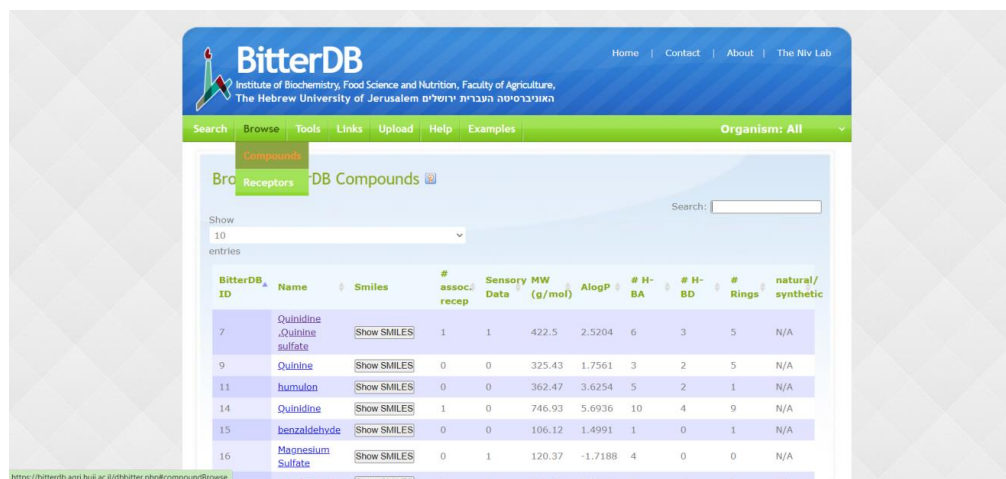 BitterDB
Home | Contact | About | The Niv Lab
Institute of Biochemistry, Food Science and Nutrition, Faculty of Agriculture,
The Hebrew University of Jerusalem האוניברסיטה העברית ירושלים
Search Browse Tools Links Upload Help Examples Organism: All
Compounds
Receptors
Bro DB Compounds
Search:
Show
10
entries
BitterDB ID Name Smiles # assoc. recep Sensory Data MW (g/mol) AlogP # H-BA # H-BD # Rings natural/synthetic
7 Quinidine ,Quinine sulfate Show SMILES 1 1 422.5 2.5204 6 3 5 N/A
9 Quinine Show SMILES 0 0 325.43 1.7561 3 2 5 N/A
11 humulon Show SMILES 0 0 362.47 3.6254 5 2 1 N/A
14 Quinidine Show SMILES 1 0 746.93 5.6936 10 4 9 N/A
15 benzaldehyde Show SMILES 0 0 106.12 1.4991 1 0 1 N/A
16 Magnesium Sulfate Show SMILES 0 1 120.37 -1.7188 4 0 0 N/A
https://bitterdb.agri.huji.ac.il/dbbitter.php#compoundBrowse